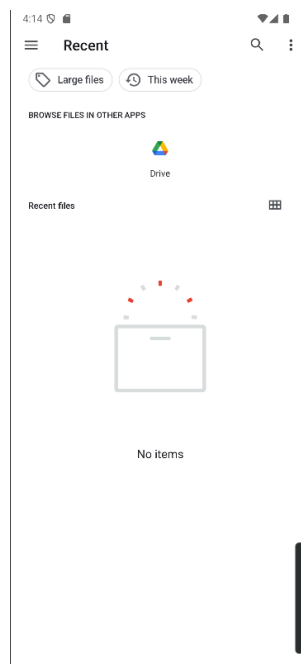 4:14
Recent
Large files
This week
BROWSE FILES IN OTHER APPS
Drive
Recent files
No items